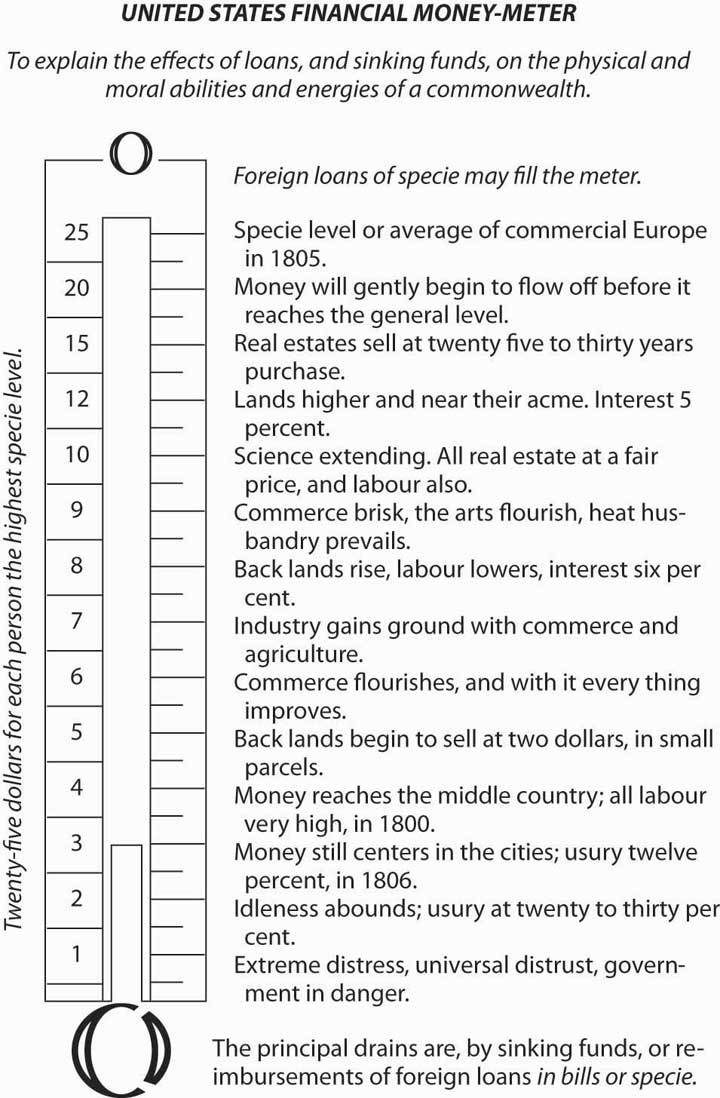 UNITED STATES FINANCIAL MONEY-METER
To explain the effects of loans, and sinking funds, on the physical and
moral abilities and energies of a commonwealth.
Foreign loans of specie may fill the meter.
Twenty-five dollars for each person the highest specie level.
25
Specie level or average of commercial Europe
in 1805.
20
Money will gently begin to flow off before it
reaches the general level.
15
Real estates sell at twenty five to thirty years
purchase.
12
Lands higher and near their acme. Interest 5
percent.
10
Science extending. All real estate at a fair
price, and labour also.
9
Commerce brisk, the arts flourish, heat hus-
bandry prevails.
8
Back lands rise, labour lowers, interest six per
cent.
7
Industry gains ground with commerce and
agriculture.
6
Commerce flourishes, and with it every thing
improves.
5
Back lands begin to sell at two dollars, in small
parcels.
4
Money reaches the middle country; all labour
very high, in 1800.
3
Money still centers in the cities; usury twelve
percent, in 1806.
2
Idleness abounds; usury at twenty to thirty per
cent.
1
Extreme distress, universal distrust, govern-
ment in danger.
The principal drains are, by sinking funds, or re-
imbursements of foreign loans in bills or specie.